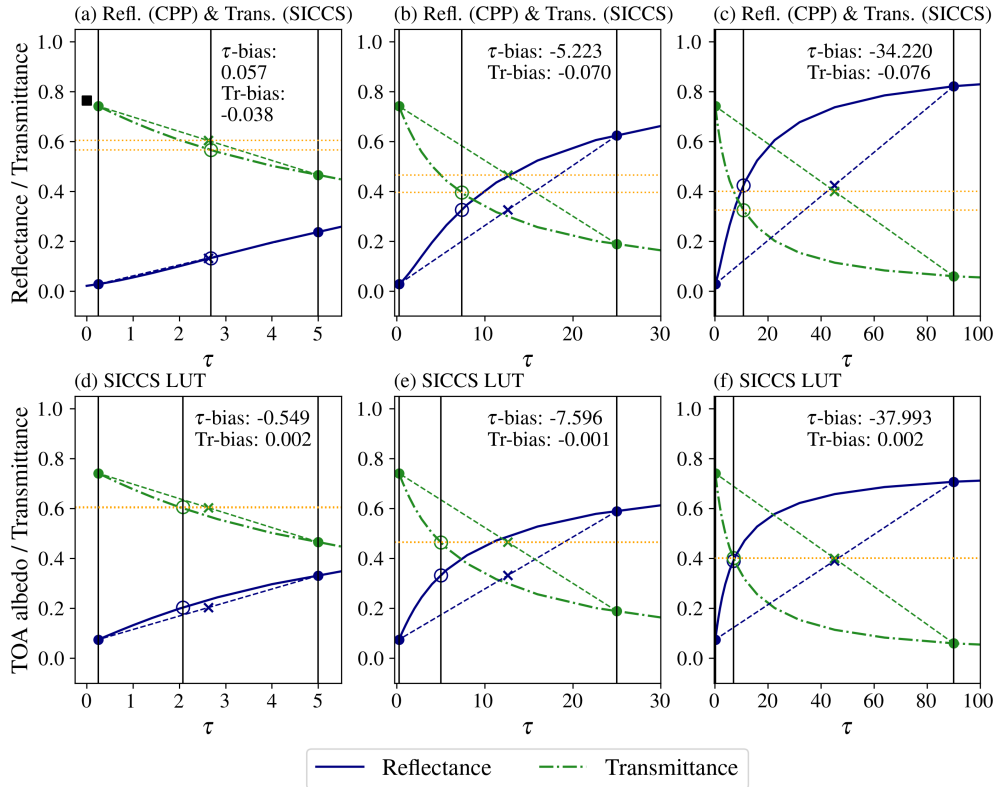 (a) Refl. (CPP) & Trans. (SICCS)
(b) Refl. (CPP) & Trans. (SICCS)
(c) Refl. (CPP) & Trans. (SICCS)
Reflectance / Transmittance
1.0
0.8
0.6
0.4
0.2
0.0
τ-bias:
0.057
Tr-bias:
-0.038
τ-bias: -5.223
Tr-bias: -0.070
τ-bias: -34.220
Tr-bias: -0.076
0 1 2 3 4 5
0 10 20 30
0 20 40 60 80 100
τ
τ
τ
(d) SICCS LUT
(e) SICCS LUT
(f) SICCS LUT
TOA albedo / Transmittance
1.0
0.8
0.6
0.4
0.2
0.0
τ-bias: -0.549
Tr-bias: 0.002
τ-bias: -7.596
Tr-bias: -0.001
τ-bias: -37.993
Tr-bias: 0.002
0 1 2 3 4 5
0 10 20 30
0 20 40 60 80 100
τ
τ
τ
Reflectance
Transmittance